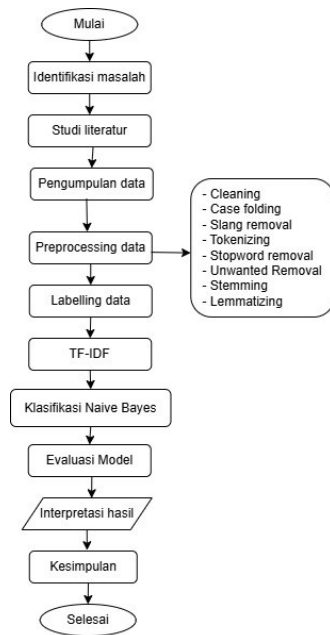 Mulai
Identifikasi masalah
Studi literatur
Pengumpulan data
Preprocessing data
- Cleaning
- Case folding
- Slang removal
- Tokenizing
- Stopword removal
- Unwanted Removal
- Stemming
- Lemmatizing
Labelling data
TF-IDF
Klasifikasi Naive Bayes
Evaluasi Model
Interpretasi hasil
Kesimpulan
Selesai